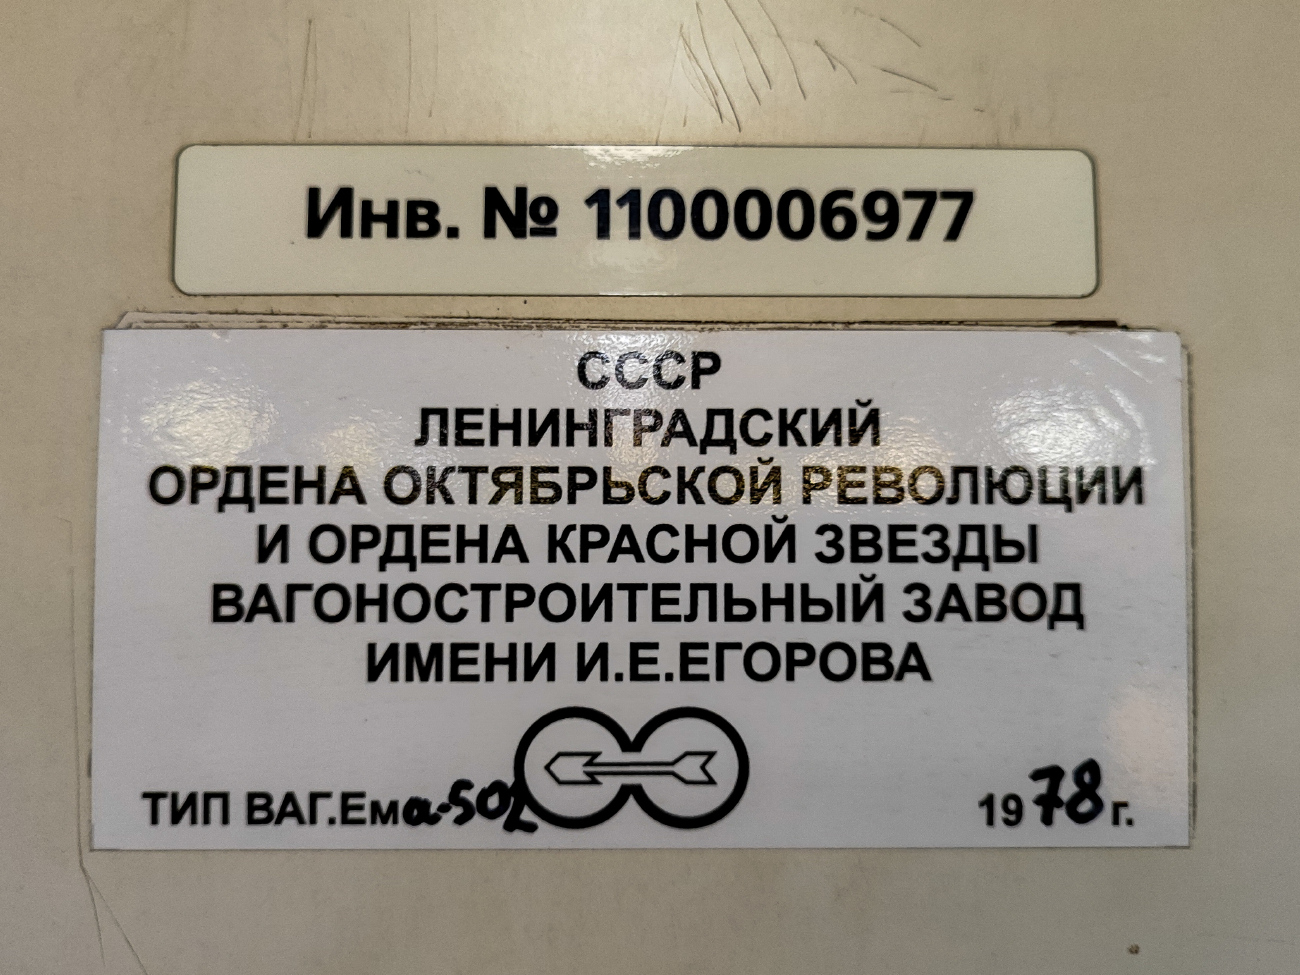 Инв. № 1100006977
СССР
ЛЕНИНГРАДСКИЙ
ОРДЕНА ОКТЯБРЬСКОЙ РЕВОЛЮЦИИ
И ОРДЕНА КРАСНОЙ ЗВЕЗДЫ
ВАГОНОСТРОИТЕЛЬНЫЙ ЗАВОД
ИМЕНИ И.Е.ЕГОРОВА
ТИП ВАГ.Ема-502 1978 г.